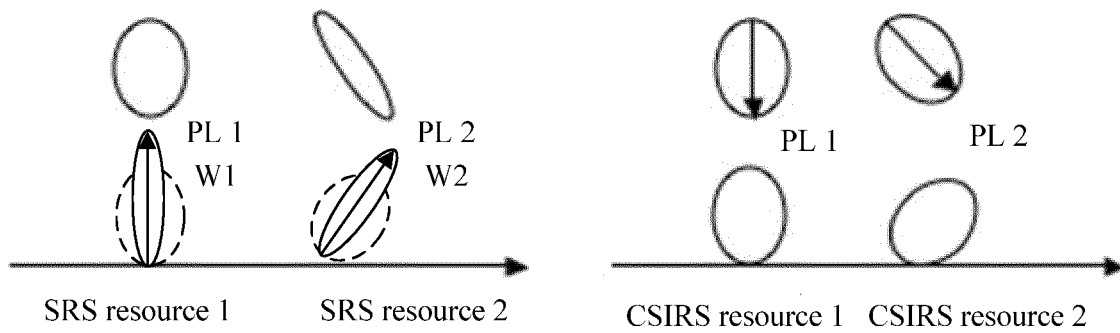 PL 1
W1
PL 2
W2
SRS resource 1
SRS resource 2
PL 1
PL 2
CSIRS resource 1
CSIRS resource 2